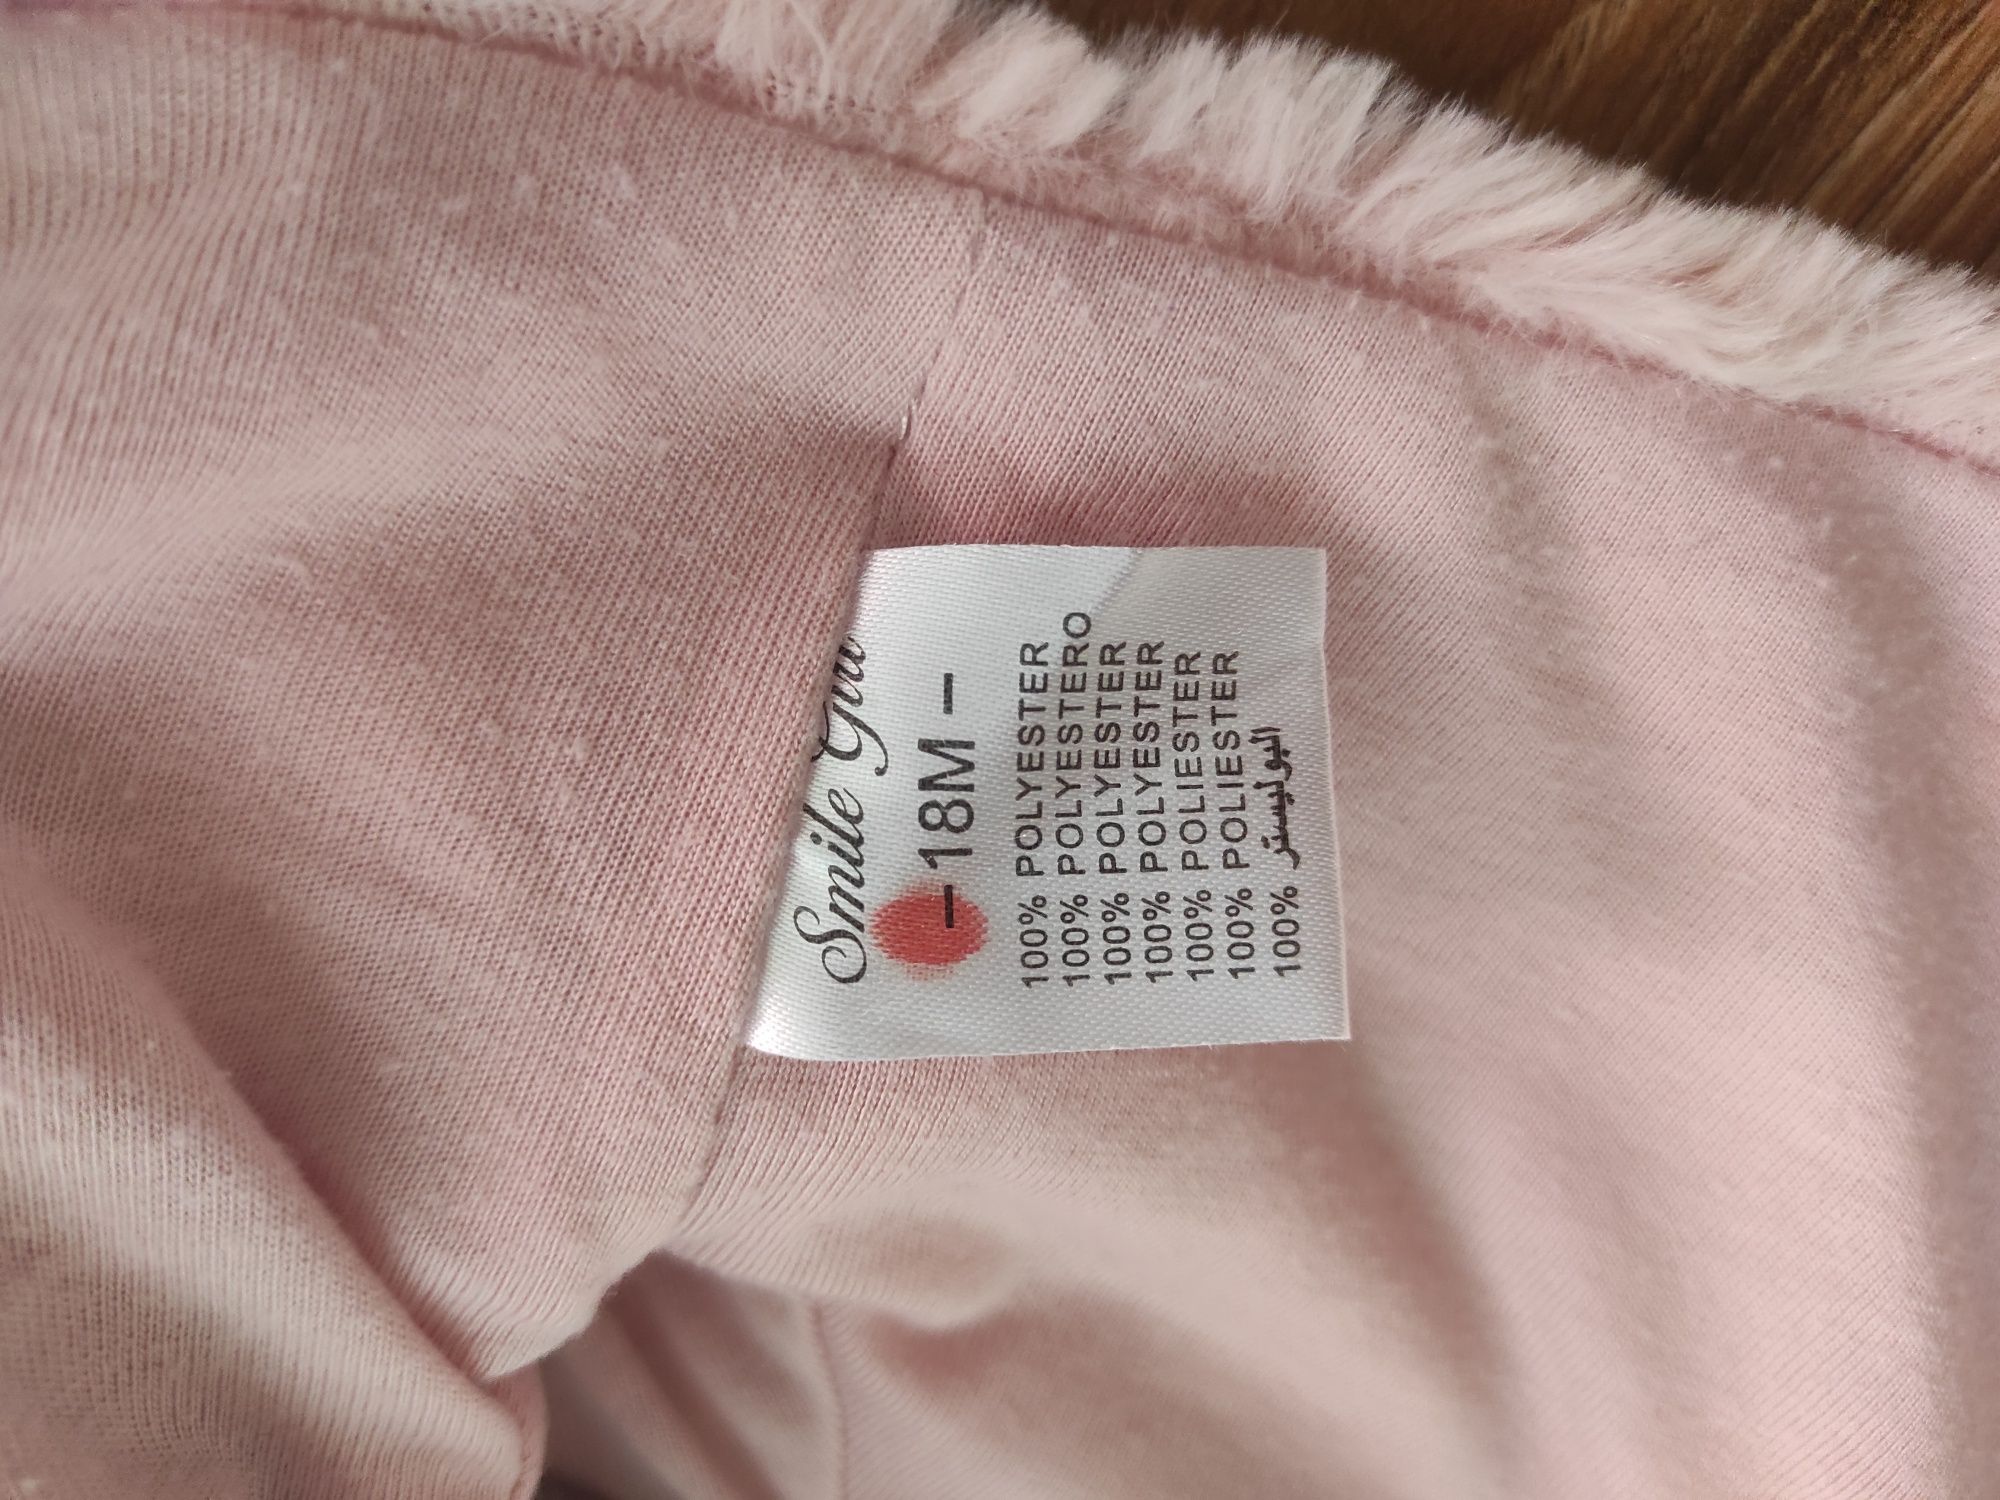 Smile
-18M-
100% POLYESTER
100% POLYESTERO
100% POLYESTER
100% POLYESTER
100% POLIESTER
100% POLIESTER
100% البوليستر